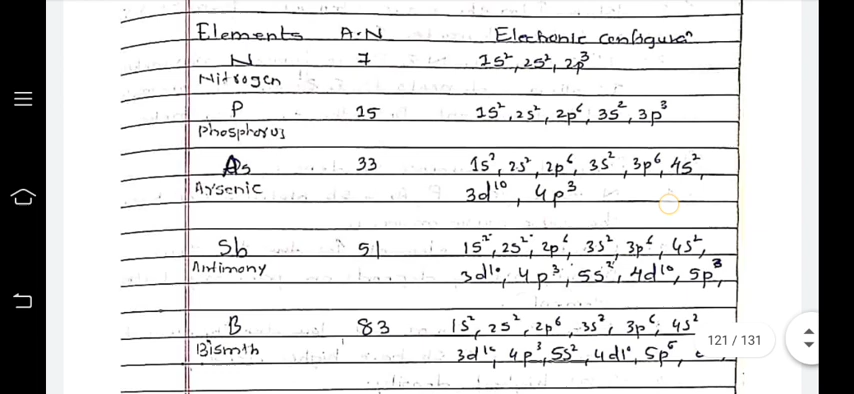 Elements A.N Electronic configuraⁿ
N 7 1s², 2s², 2p³
Nitrogen
P 15 1s², 2s², 2p⁶, 3s², 3p³
Phosphorus
As 33 1s², 2s², 2p⁶, 3s², 3p⁶, 4s²,
Arsenic 3d¹⁰, 4p³
Sb 51 1s², 2s², 2p⁶, 3s², 3p⁶, 4s²,
Antimony 3d¹⁰, 4p³, 5s², 4d¹⁰, 5p³,
B 83 1s², 2s², 2p⁶, 3s², 3p⁶, 4s²
Bismth 3d¹⁰, 4p³, 5s², 4d¹⁰, 5p⁶,
121 / 131